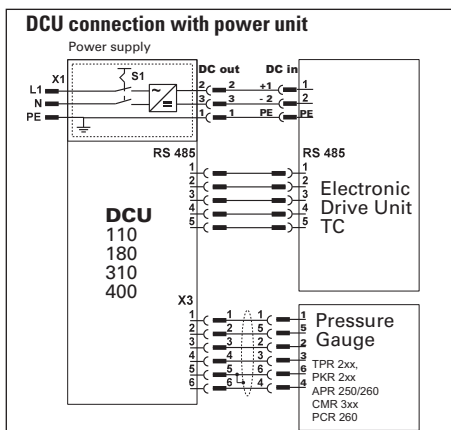 DCU connection with power unit
Power supply
X1 S1 DC out DC in
L1 2 2 +1 1
N 3 3 - 2 2
PE 1 1 PE PE
RS 485 RS 485
1 1
2 2
3 3
4 4
5 5
Electronic
Drive Unit
TC
DCU
110
180
310
400
X3
1 1 1 1
2 2 5 5
3 3 2 2
4 4 3 3
5 5 6 6
6 6 4 4
Pressure
Gauge
TPR 2xx,
PKR 2xx
APR 250/260
CMR 3xx
PCR 260